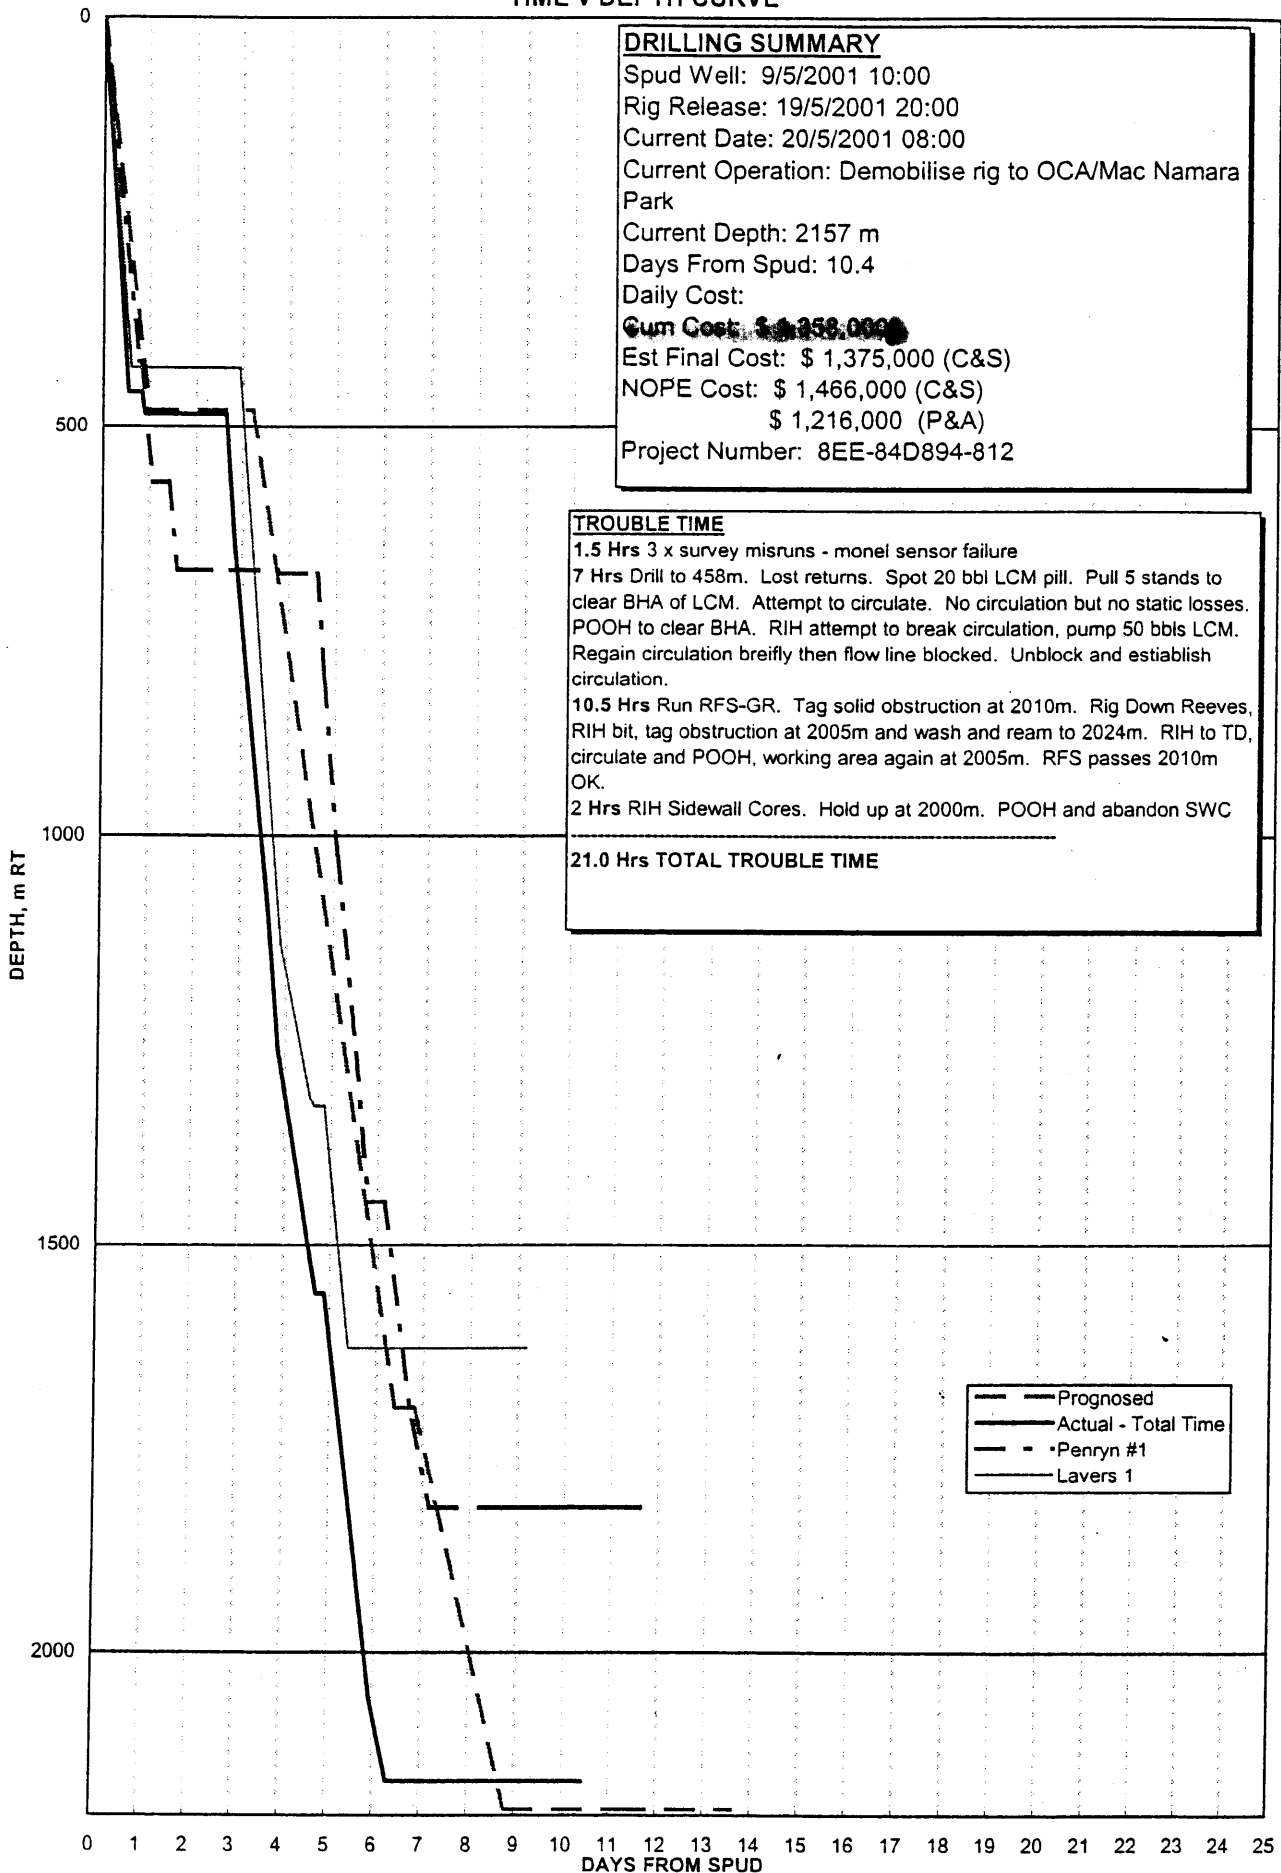 TIME V DEPTH CURVE
DRILLING SUMMARY
Spud Well: 9/5/2001 10:00
Rig Release: 19/5/2001 20:00
Current Date: 20/5/2001 08:00
Current Operation: Demobilise rig to OCA/Mac Namara
Park
Current Depth: 2157 m
Days From Spud: 10.4
Daily Cost:
Cum Cost: $ 1,358,000
Est Final Cost: $ 1,375,000 (C&S)
NOPE Cost: $ 1,466,000 (C&S)
$ 1,216,000 (P&A)
Project Number: 8EE-84D894-812
TROUBLE TIME
1.5 Hrs 3 x survey misruns - monel sensor failure
7 Hrs Drill to 458m. Lost returns. Spot 20 bbl LCM pill. Pull 5 stands to
clear BHA of LCM. Attempt to circulate. No circulation but no static losses.
POOH to clear BHA. RIH attempt to break circulation, pump 50 bbls LCM.
Regain circulation breifly then flow line blocked. Unblock and estiablish
circulation.
10.5 Hrs Run RFS-GR. Tag solid obstruction at 2010m. Rig Down Reeves,
RIH bit, tag obstruction at 2005m and wash and ream to 2024m. RIH to TD,
circulate and POOH, working area again at 2005m. RFS passes 2010m
OK.
2 Hrs RIH Sidewall Cores. Hold up at 2000m. POOH and abandon SWC
21.0 Hrs TOTAL TROUBLE TIME
0
500
1000
1500
2000
DEPTH, m RT
Prognosed
Actual - Total Time
Penryn #1
Lavers 1
0 1 2 3 4 5 6 7 8 9 10 11 12 13 14 15 16 17 18 19 20 21 22 23 24 25
DAYS FROM SPUD